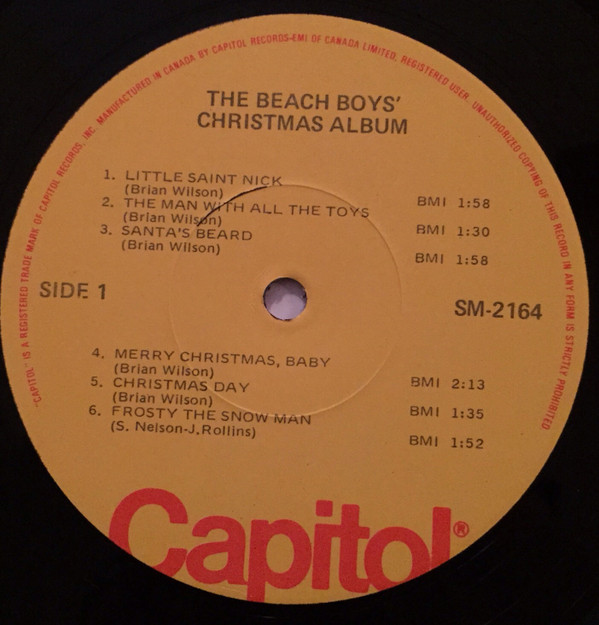 "CAPITOL" IS A REGISTERED TRADE MARK OF CAPITOL RECORDS, INC. MANUFACTURED IN CANADA BY CAPITOL RECORDS-EMI OF CANADA LIMITED, REGISTERED USER. UNAUTHORIZED COPYING OF THIS RECORD IN ANY FORM IS STRICTLY PROHIBITED.
THE BEACH BOYS'
CHRISTMAS ALBUM
1. LITTLE SAINT NICK
(Brian Wilson) BMI 1:58
2. THE MAN WITH ALL THE TOYS
(Brian Wilson) BMI 1:30
3. SANTA'S BEARD
(Brian Wilson) BMI 1:58
SIDE 1
SM-2164
4. MERRY CHRISTMAS, BABY
(Brian Wilson) BMI 2:13
5. CHRISTMAS DAY
(Brian Wilson) BMI 1:35
6. FROSTY THE SNOW MAN
(S. Nelson-J. Rollins) BMI 1:52
Capitol®